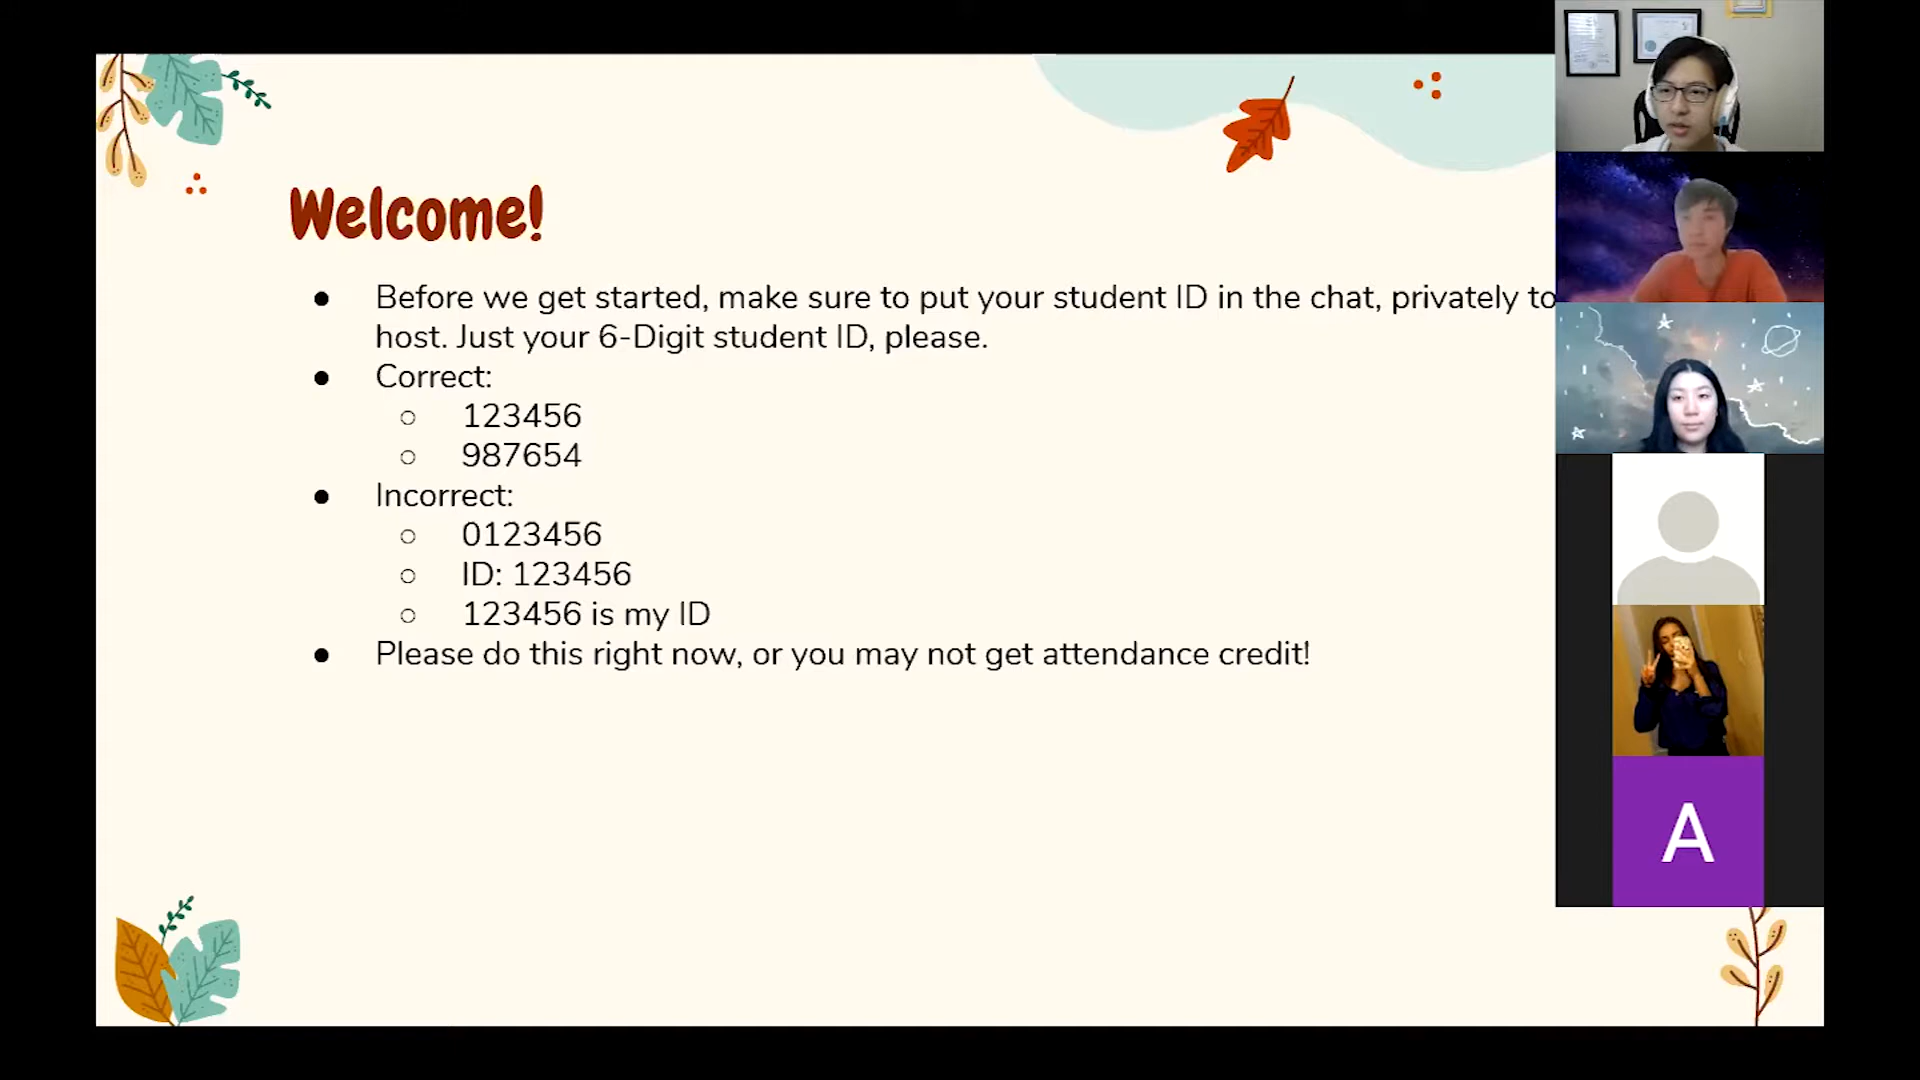 Welcome!
● Before we get started, make sure to put your student ID in the chat, privately to
host. Just your 6-Digit student ID, please.
● Correct:
○ 123456
○ 987654
● Incorrect:
○ 0123456
○ ID: 123456
○ 123456 is my ID
● Please do this right now, or you may not get attendance credit!
A